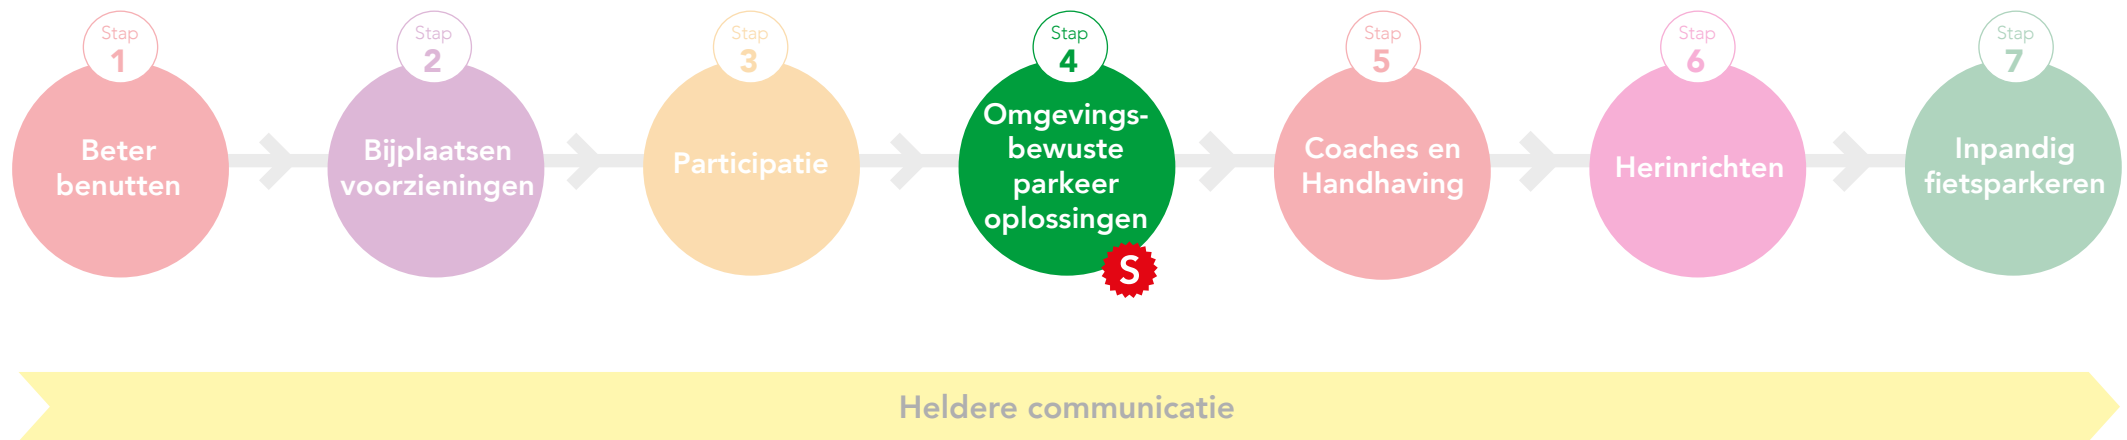 Stap
1
Beter
benutten
Stap
2
Bijplaatsen
voorzieningen
Stap
3
Participatie
Stap
4
Omgevings-
bewuste
parkeer
oplossingen
S
Stap
5
Coaches en
Handhaving
Stap
6
Herinrichten
Stap
7
Inpandig
fietsparkeren
Heldere communicatie